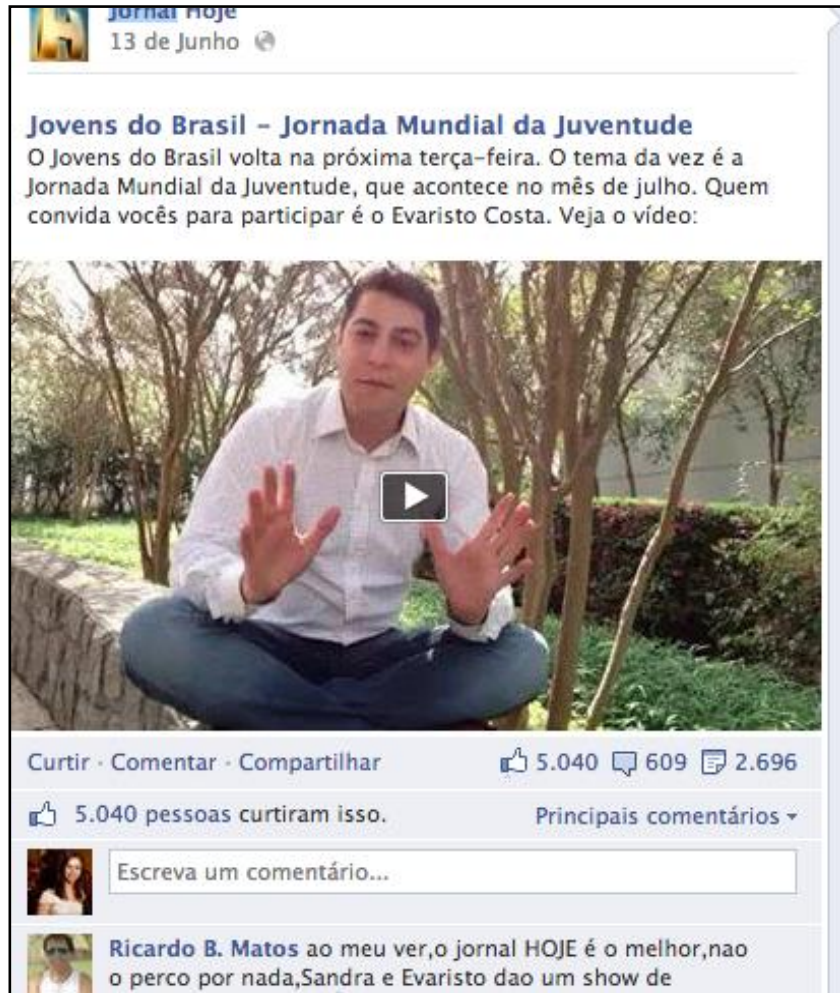 Jornal Hoje
13 de Junho
Jovens do Brasil – Jornada Mundial da Juventude
O Jovens do Brasil volta na próxima terça-feira. O tema da vez é a
Jornada Mundial da Juventude, que acontece no mês de julho. Quem
convida vocês para participar é o Evaristo Costa. Veja o vídeo:
Curtir · Comentar · Compartilhar 5.040 609 2.696
5.040 pessoas curtiram isso. Principais comentários
Escreva um comentário...
Ricardo B. Matos ao meu ver,o jornal HOJE é o melhor,nao
o perco por nada,Sandra e Evaristo dao um show de